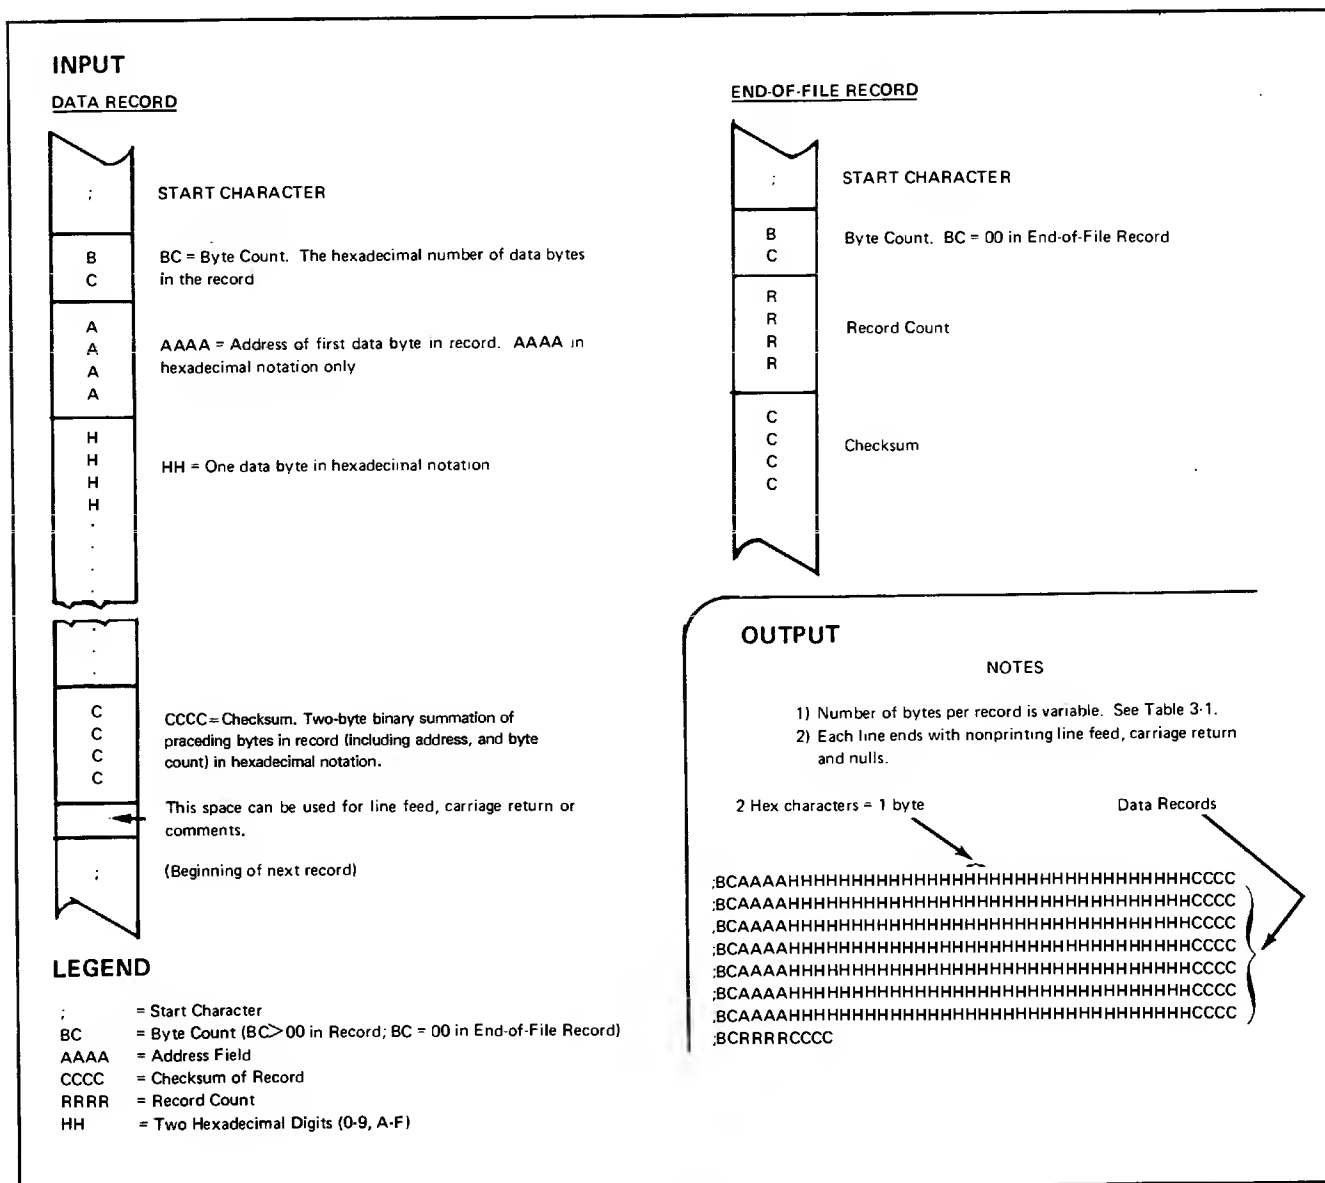 INPUT
DATA RECORD
;
START CHARACTER
B
C
BC = Byte Count. The hexadecimal number of data bytes
in the record
A
A
A
A
AAAA = Address of first data byte in record. AAAA in
hexadecimal notation only
H
H
H
H
.
.
.
.
HH = One data byte in hexadecimal notation
.
.
.
C
C
C
C
CCCC = Checksum. Two-byte binary summation of
preceding bytes in record (including address, and byte
count) in hexadecimal notation.
This space can be used for line feed, carriage return or
comments.
;
(Beginning of next record)
LEGEND
; = Start Character
BC = Byte Count (BC>00 in Record; BC = 00 in End-of-File Record)
AAAA = Address Field
CCCC = Checksum of Record
RRRR = Record Count
HH = Two Hexadecimal Digits (0-9, A-F)
END-OF-FILE RECORD
;
START CHARACTER
B
C
Byte Count. BC = 00 in End-of-File Record
R
R
R
R
Record Count
C
C
C
C
Checksum
OUTPUT
NOTES
1) Number of bytes per record is variable. See Table 3-1.
2) Each line ends with nonprinting line feed, carriage return
and nulls.
2 Hex characters = 1 byte
Data Records
;BCAAAAHHHHHHHHHHHHHHHHHHHHHHHHHHHHHHHHCCCC
;BCAAAAHHHHHHHHHHHHHHHHHHHHHHHHHHHHHHHHCCCC
;BCAAAAHHHHHHHHHHHHHHHHHHHHHHHHHHHHHHHHCCCC
;BCAAAAHHHHHHHHHHHHHHHHHHHHHHHHHHHHHHHHCCCC
;BCAAAAHHHHHHHHHHHHHHHHHHHHHHHHHHHHHHHHCCCC
;BCAAAAHHHHHHHHHHHHHHHHHHHHHHHHHHHHHHHHCCCC
;BCAAAAHHHHHHHHHHHHHHHHHHHHHHHHHHHHHHHHCCCC
;BCRRRRCCCC